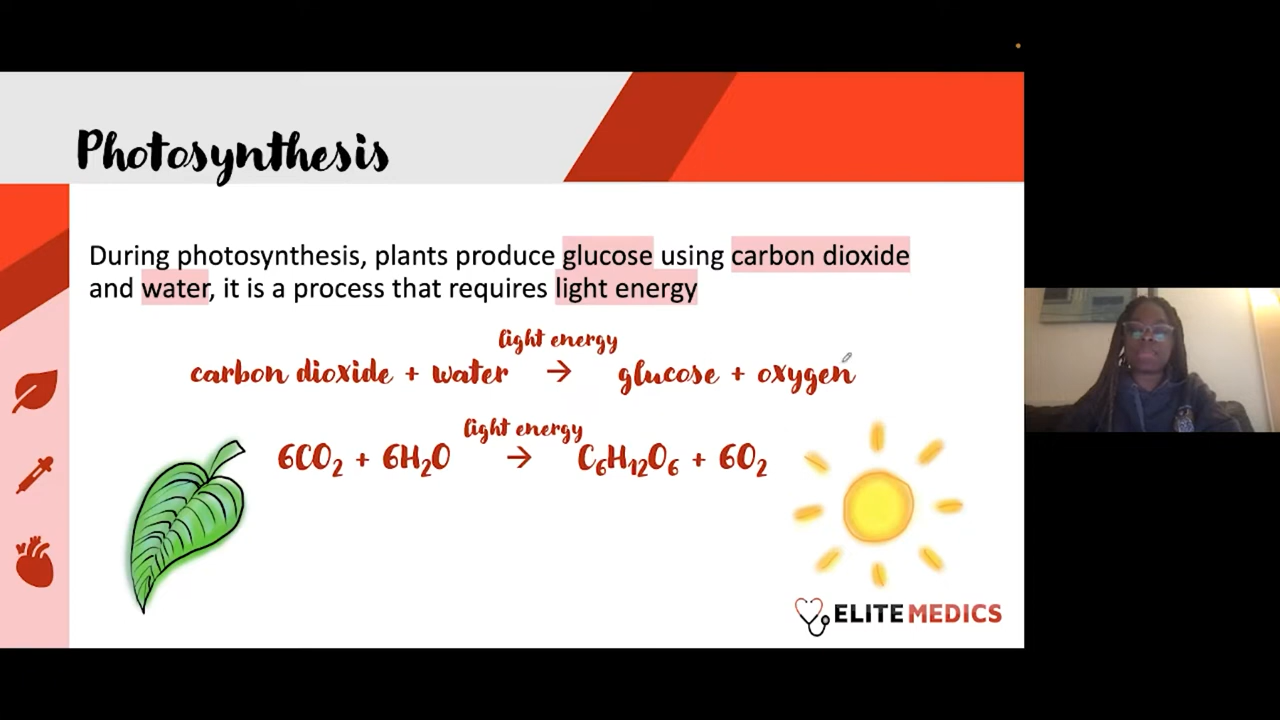 Photosynthesis
During photosynthesis, plants produce glucose using carbon dioxide
and water, it is a process that requires light energy
light energy
carbon dioxide + water → glucose + oxygen
light energy
6CO₂ + 6H₂O → C₆H₁₂O₆ + 6O₂
ELITE MEDICS